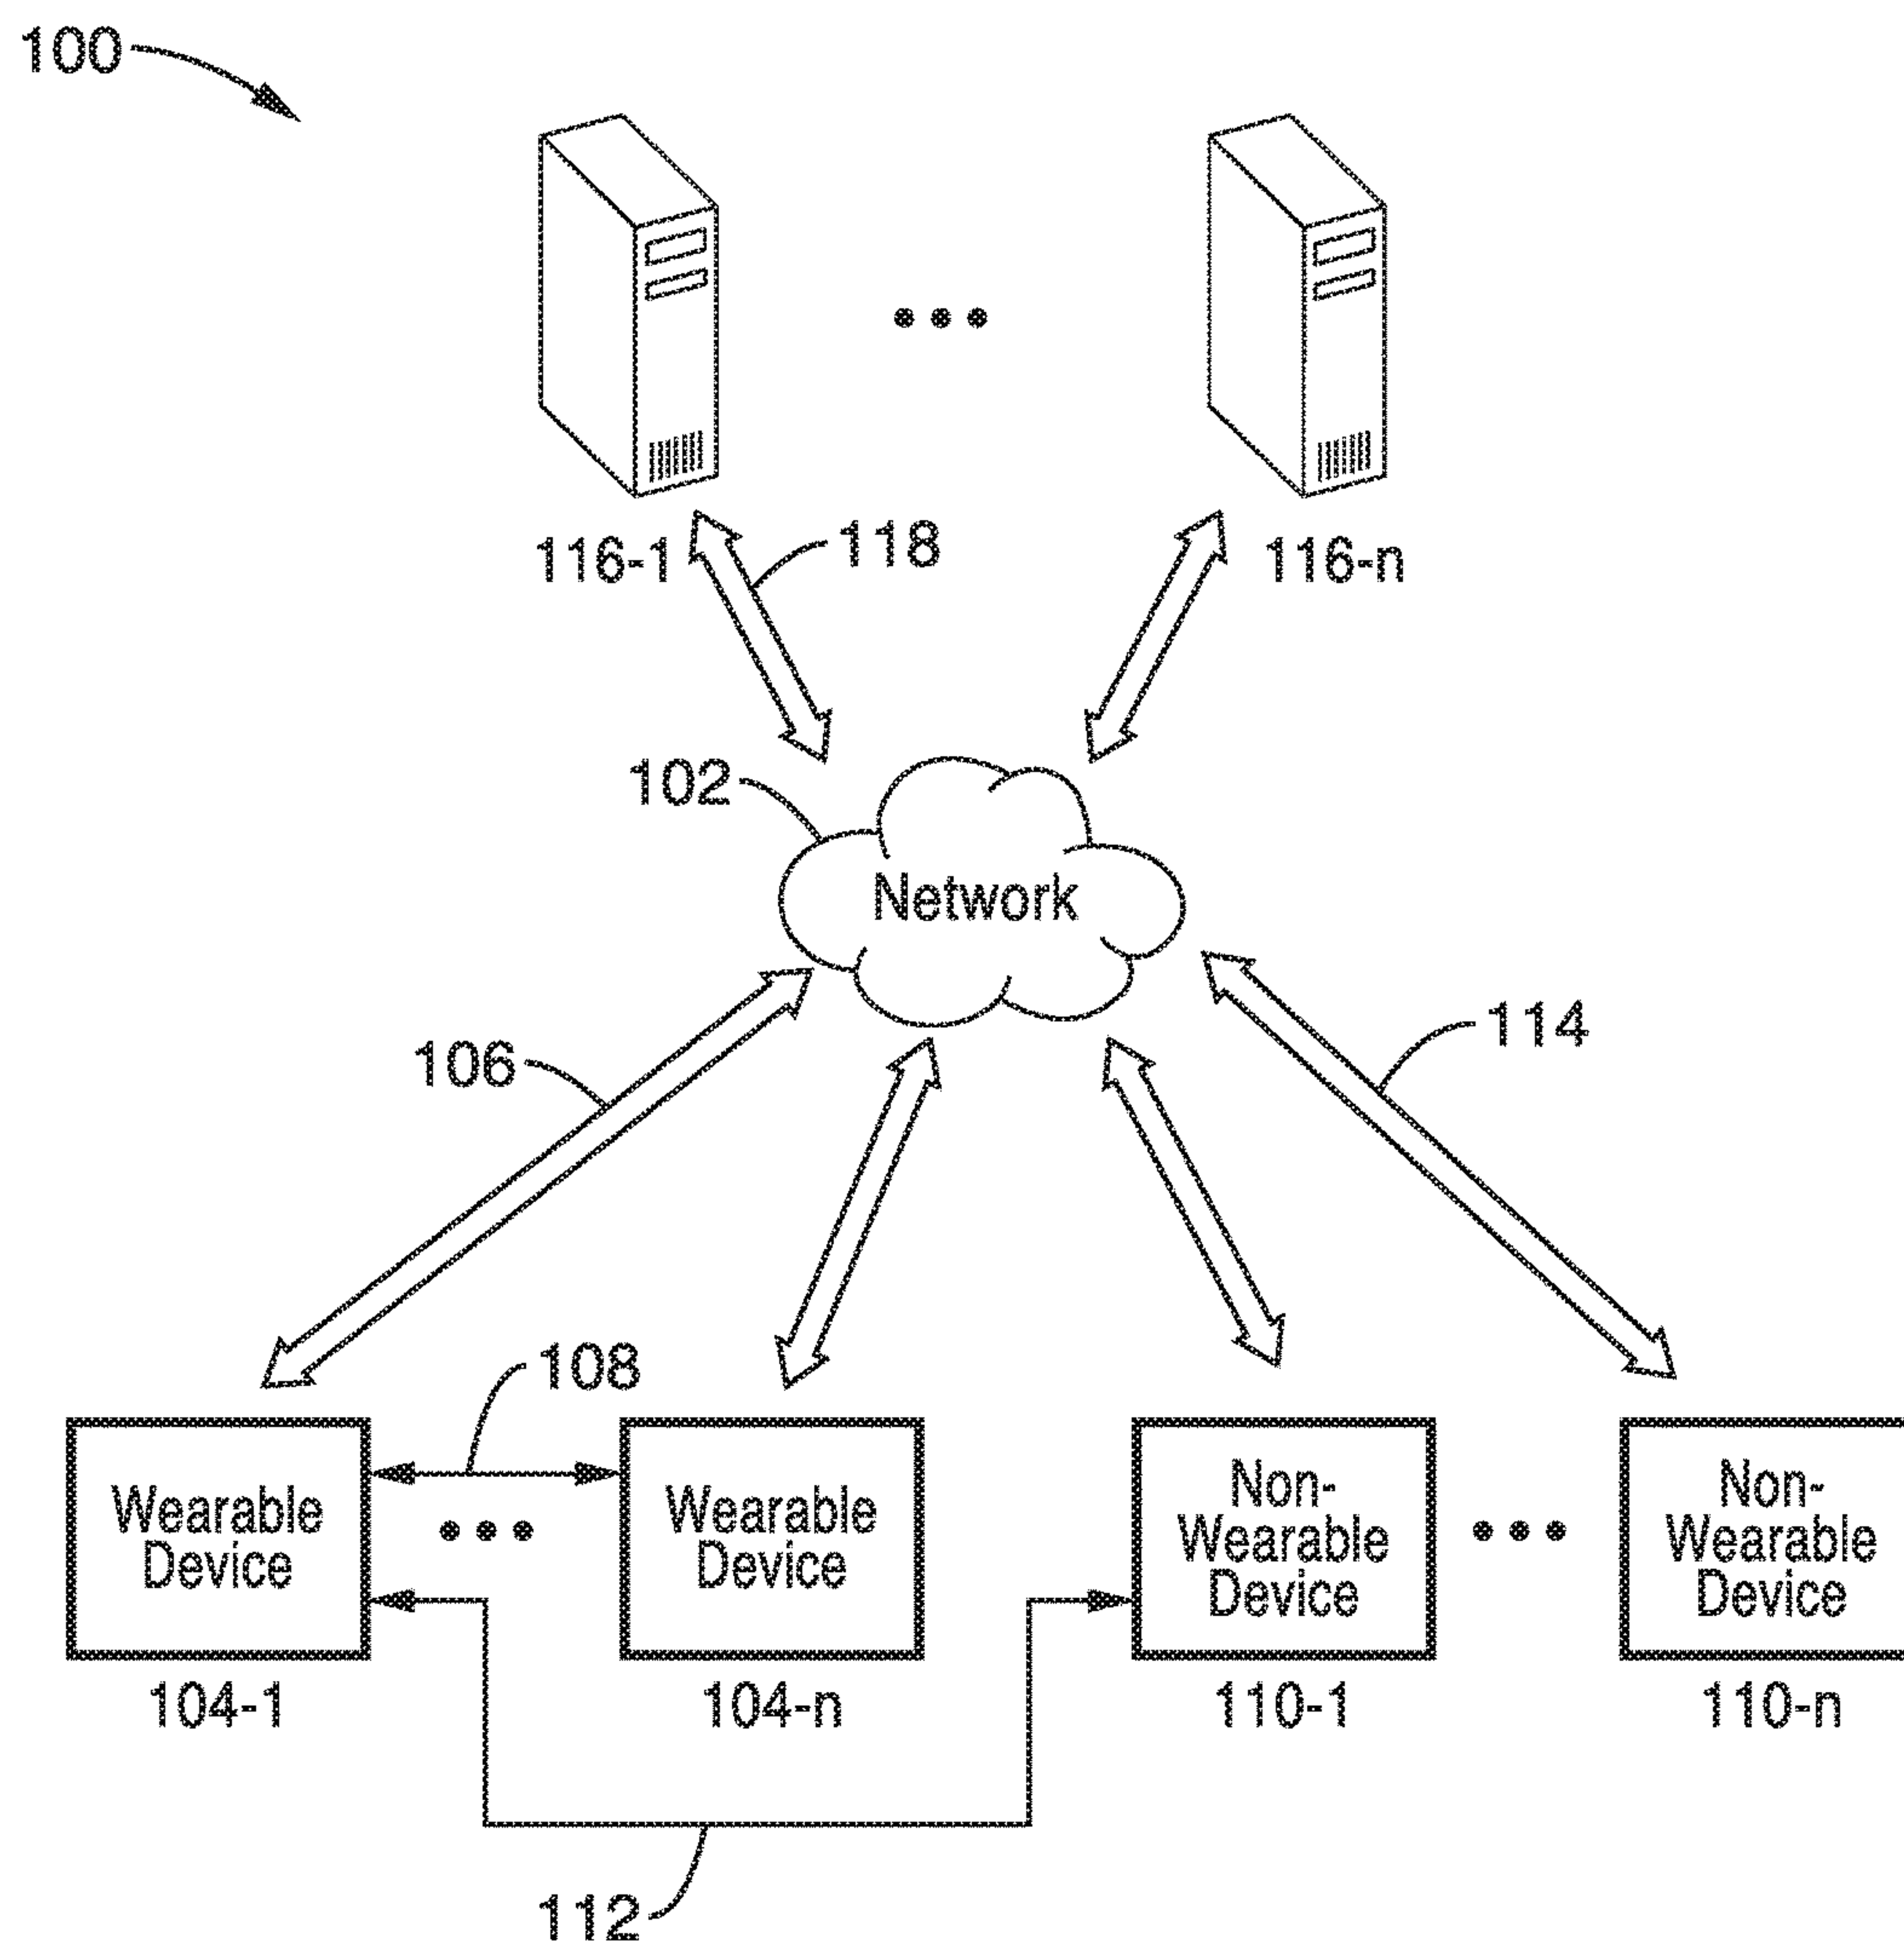 100
116-1
118
116-n
102
Network
106
114
108
Wearable
Device
Wearable
Device
Non-
Wearable
Device
Non-
Wearable
Device
104-1
104-n
110-1
110-n
112